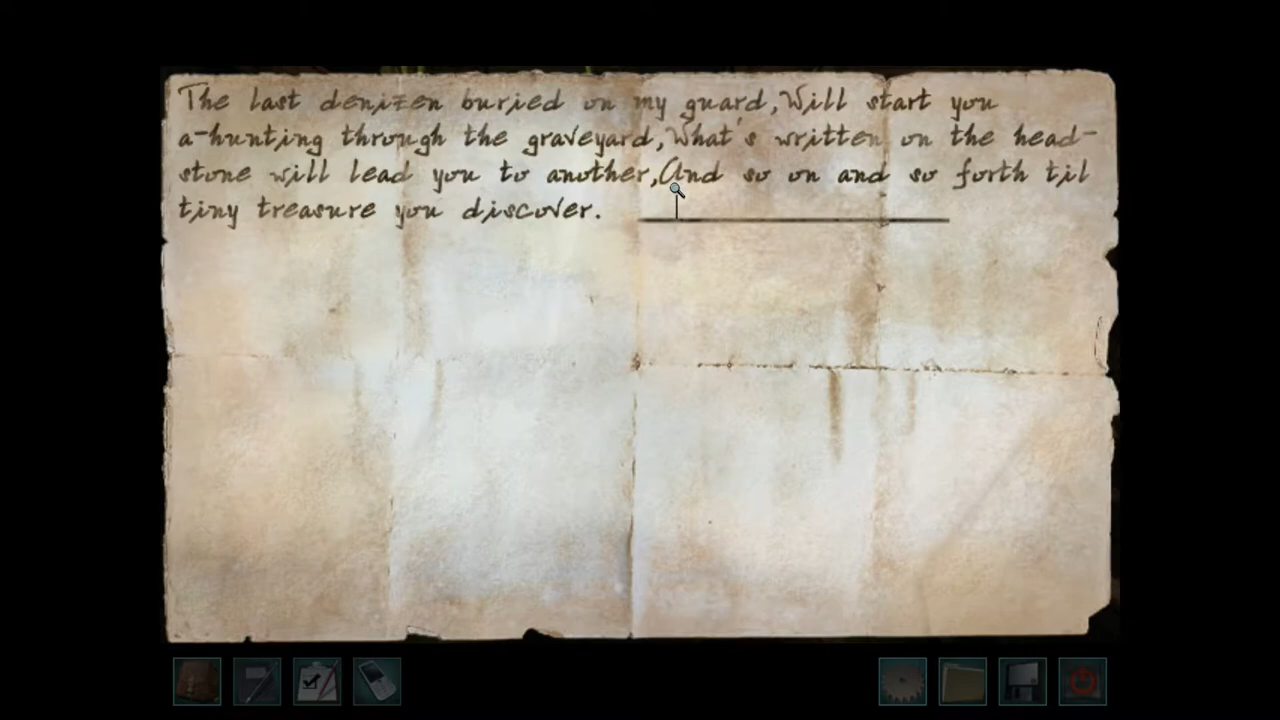 The last denizen buried on my guard,Will start you
a-hunting through the graveyard,What's written on the head-
stone will lead you to another,And so on and so forth til
tiny treasure you discover.